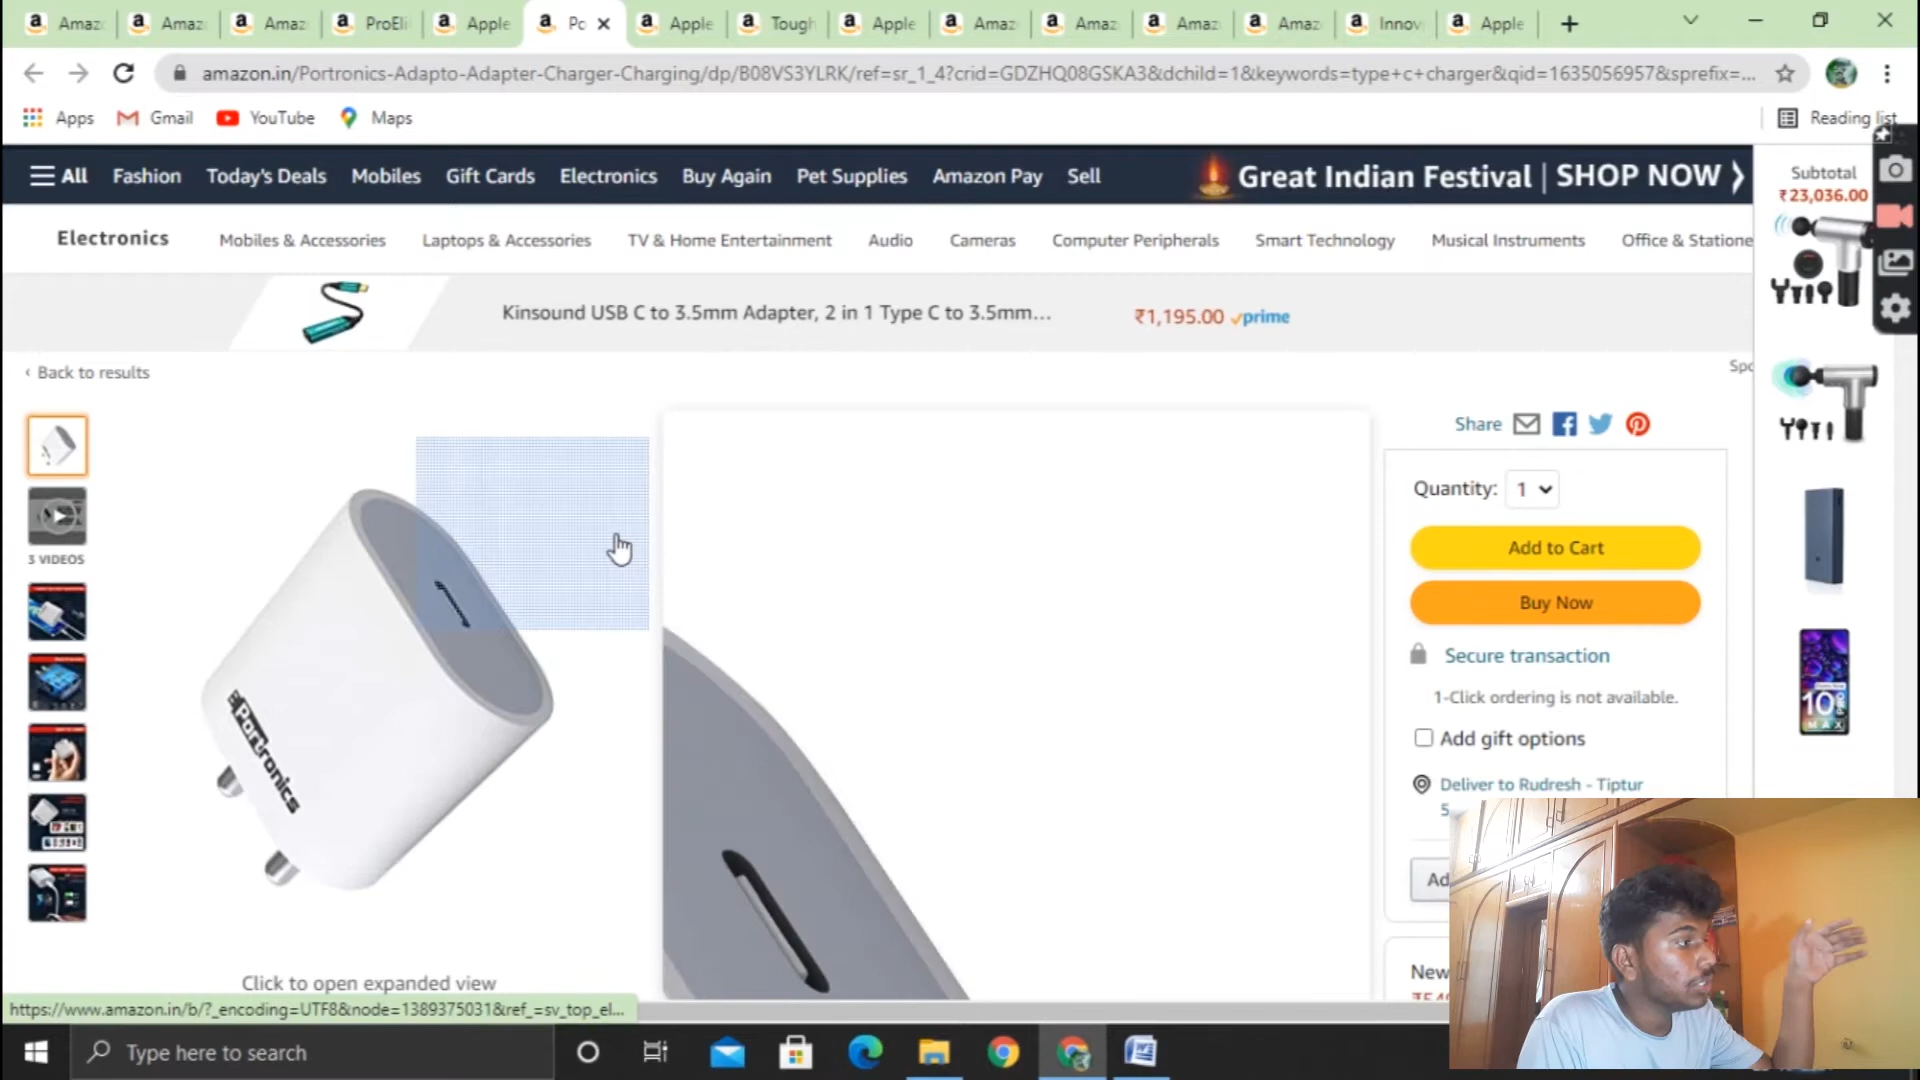 Amaz Amaz Amaz ProEli Apple Po Apple Tough Apple Amaz Amaz Amaz Amaz Innov Apple
amazon.in/Portronics-Adapto-Adapter-Charger-Charging/dp/B08VS3YLRK/ref=sr_1_4?crid=GDZHQ08GSKA3&dchild=1&keywords=type+c+charger&qid=1635056957&sprefix=...
Apps Gmail YouTube Maps Reading list
All Fashion Today's Deals Mobiles Gift Cards Electronics Buy Again Pet Supplies Amazon Pay Sell Great Indian Festival | SHOP NOW
Subtotal
₹23,036.00
Electronics Mobiles & Accessories Laptops & Accessories TV & Home Entertainment Audio Cameras Computer Peripherals Smart Technology Musical Instruments Office & Statione
Kinsound USB C to 3.5mm Adapter, 2 in 1 Type C to 3.5mm... ₹1,195.00 prime
‹ Back to results
Spo
Share
Quantity: 1
Add to Cart
Buy Now
3 VIDEOS
Secure transaction
1-Click ordering is not available.
Add gift options
Deliver to Rudresh - Tiptur
5
Ad
New
Portronics
10
MAX
Click to open expanded view
https://www.amazon.in/b/?_encoding=UTF8&node=1389375031&ref_=sv_top_el...
Type here to search